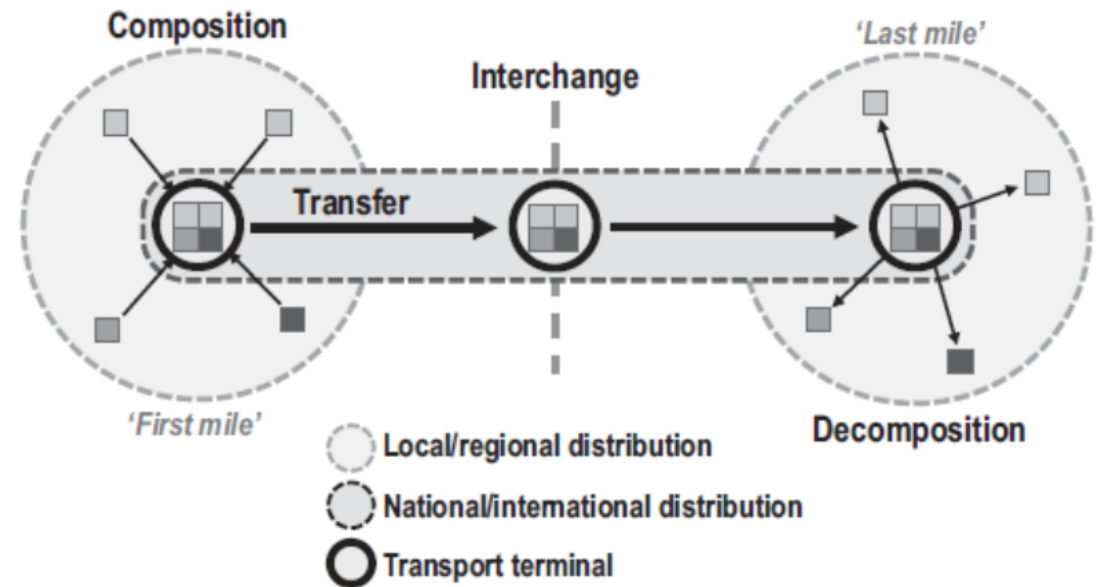 Composition
'Last mile'
Interchange
Transfer
'First mile'
Decomposition
Local/regional distribution
National/international distribution
Transport terminal